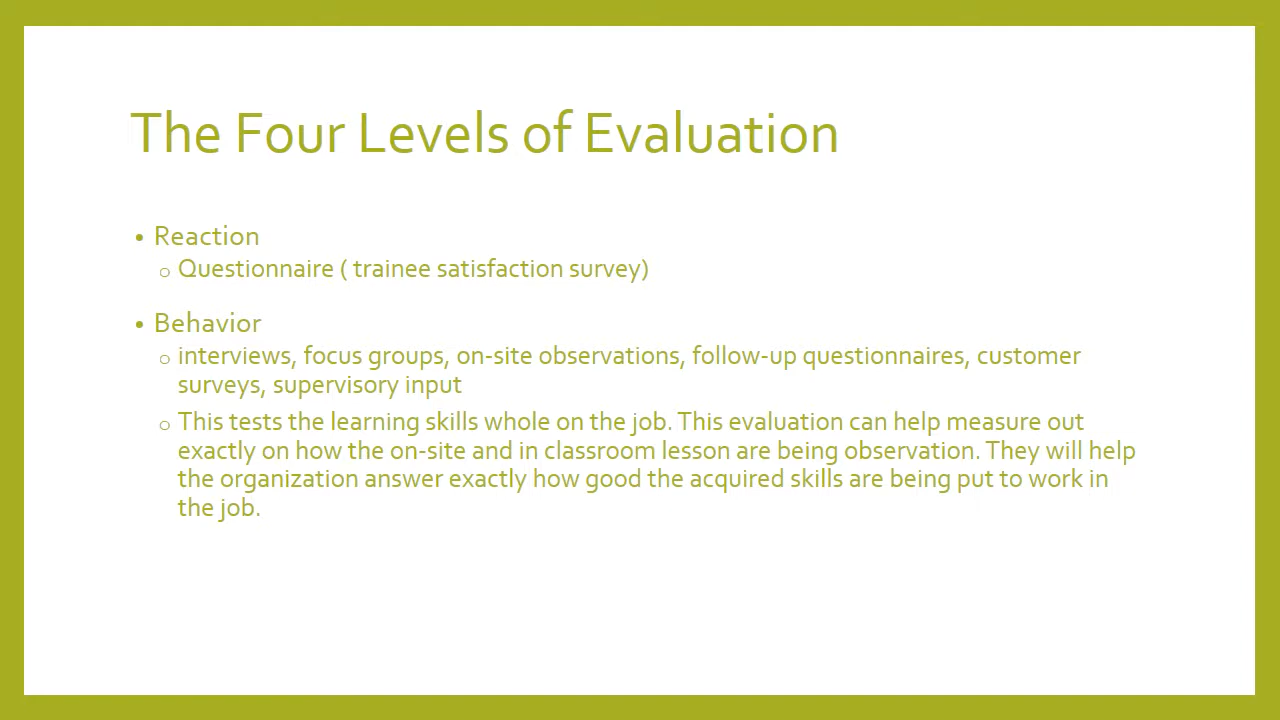 The Four Levels of Evaluation
• Reaction
o Questionnaire ( trainee satisfaction survey)
• Behavior
o interviews, focus groups, on-site observations, follow-up questionnaires, customer
surveys, supervisory input
o This tests the learning skills whole on the job. This evaluation can help measure out
exactly on how the on-site and in classroom lesson are being observation. They will help
the organization answer exactly how good the acquired skills are being put to work in
the job.